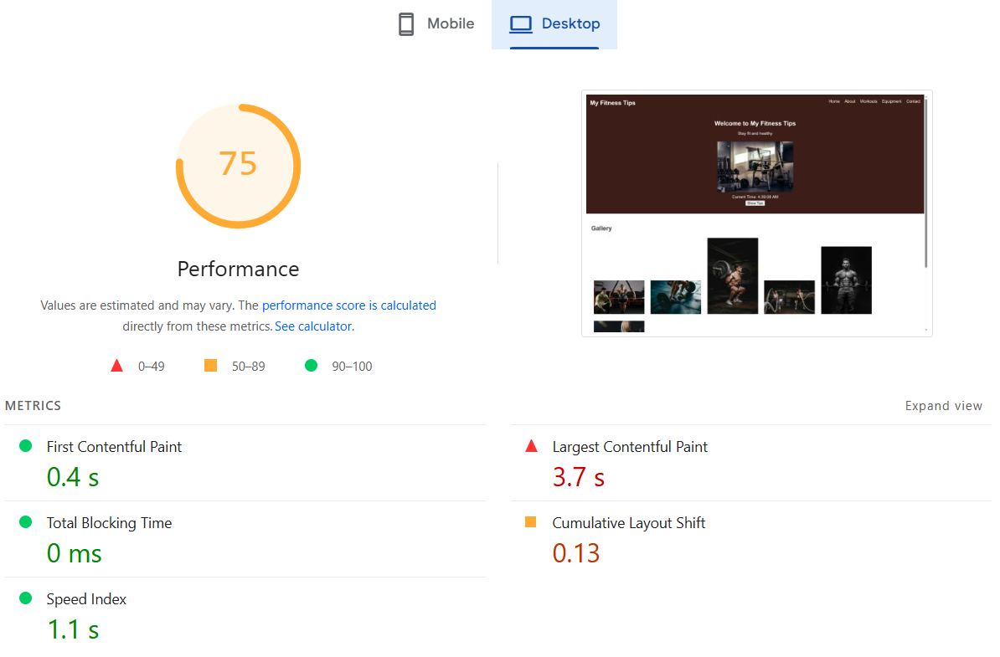 Mobile
Desktop
75
Performance
Values are estimated and may vary. The performance score is calculated
directly from these metrics. See calculator.
0–49
50–89
90–100
My Fitness Tips
Home About Workouts Equipment Contact
Welcome to My Fitness Tips
Stay fit and healthy
Current Time: 4:20:08 AM
Show Tips
Gallery
METRICS
Expand view
First Contentful Paint
0.4 s
Largest Contentful Paint
3.7 s
Total Blocking Time
0 ms
Cumulative Layout Shift
0.13
Speed Index
1.1 s